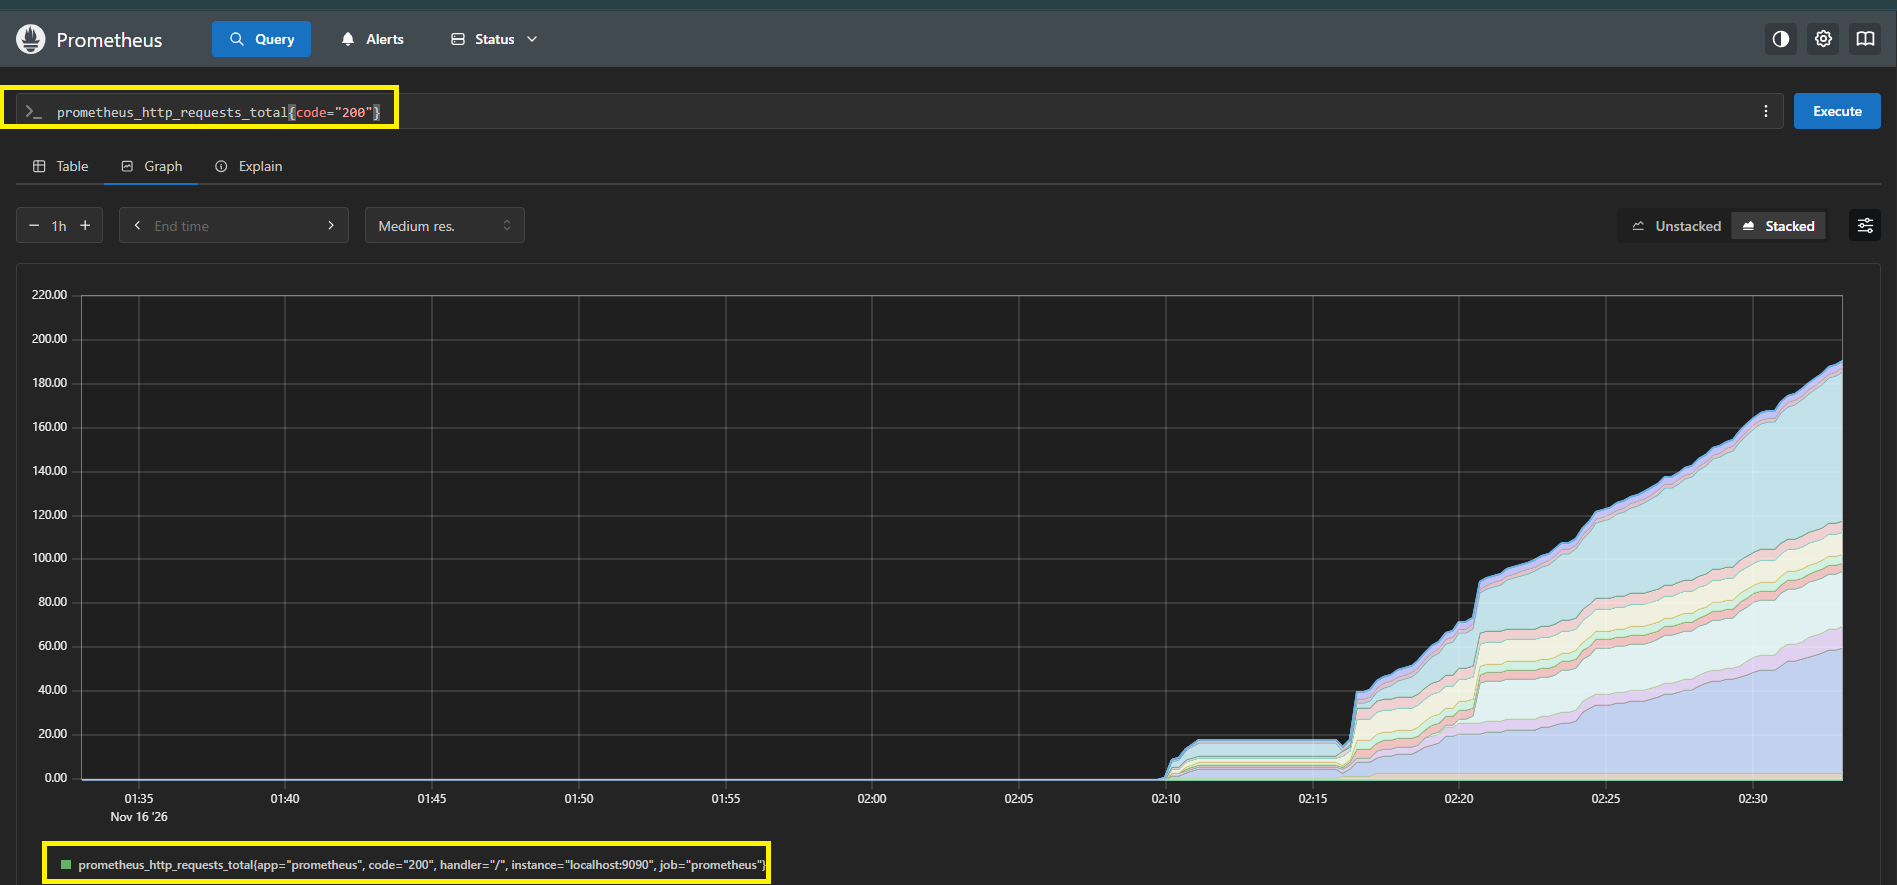 Prometheus
Query
Alerts
Status
prometheus_http_requests_total{code="200"}
Execute
Table
Graph
Explain
1h
End time
Medium res.
Unstacked
Stacked
220.00
200.00
180.00
160.00
140.00
120.00
100.00
80.00
60.00
40.00
20.00
0.00
01:35
01:40
01:45
01:50
01:55
02:00
02:05
02:10
02:15
02:20
02:25
02:30
Nov 16 '26
prometheus_http_requests_total{app="prometheus", code="200", handler="/", instance="localhost:9090", job="prometheus"}